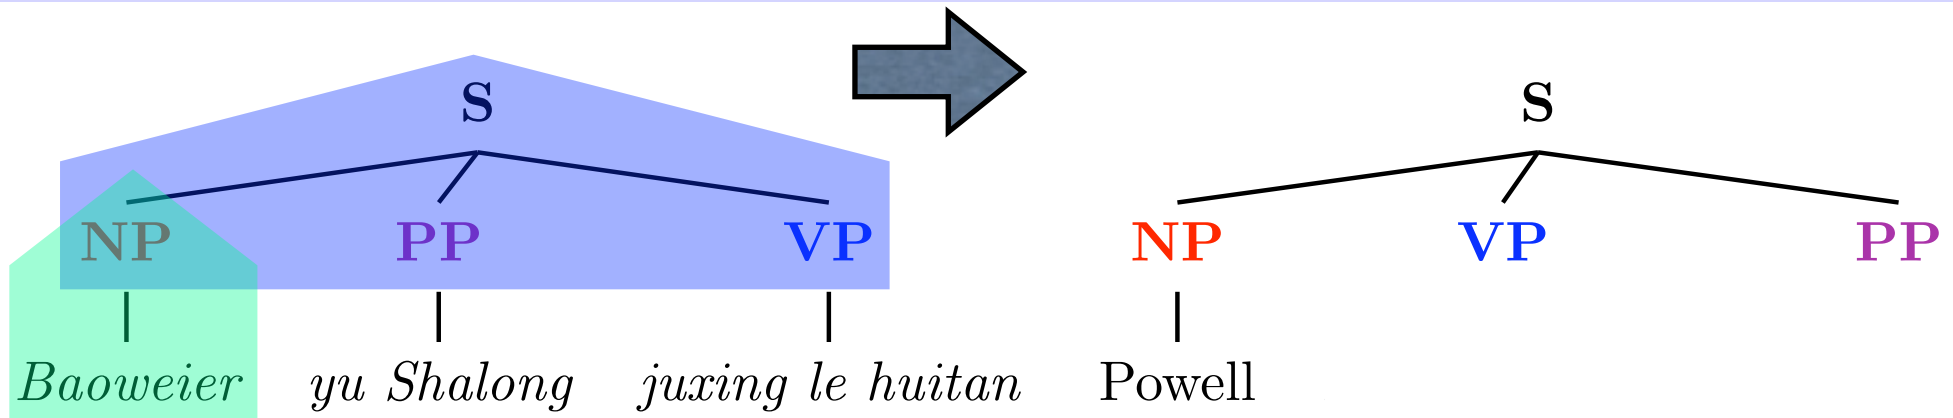 S S
NP PP VP NP VP PP
Baoweier yu Shalong juxing le huitan Powell